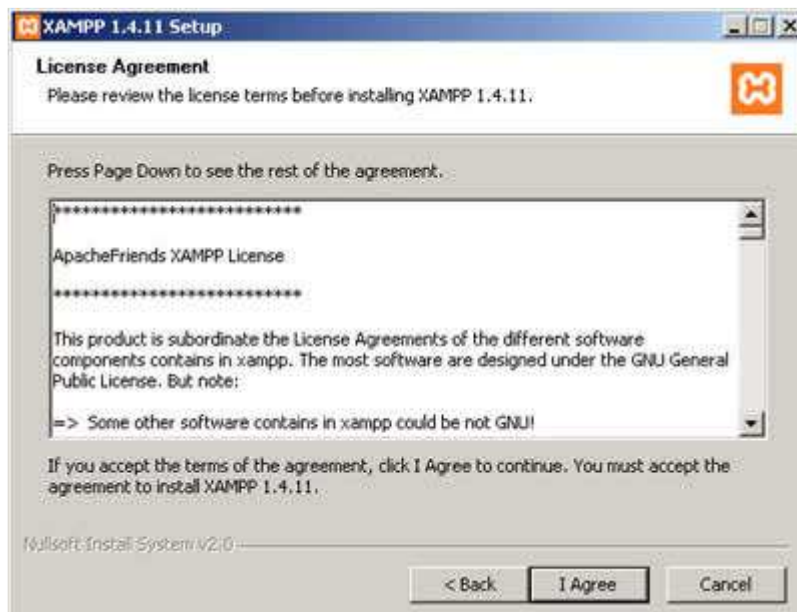 XAMPP 1.4.11 Setup
License Agreement
Please review the license terms before installing XAMPP 1.4.11.
Press Page Down to see the rest of the agreement.
***************************
ApacheFriends XAMPP License
***************************
This product is subordinate the License Agreements of the different software
components contains in xampp. The most software are designed under the GNU General
Public License. But note:
=> Some other software contains in xampp could be not GNU!
If you accept the terms of the agreement, click I Agree to continue. You must accept the
agreement to install XAMPP 1.4.11.
Nullsoft Install System v2.0
< Back
I Agree
Cancel